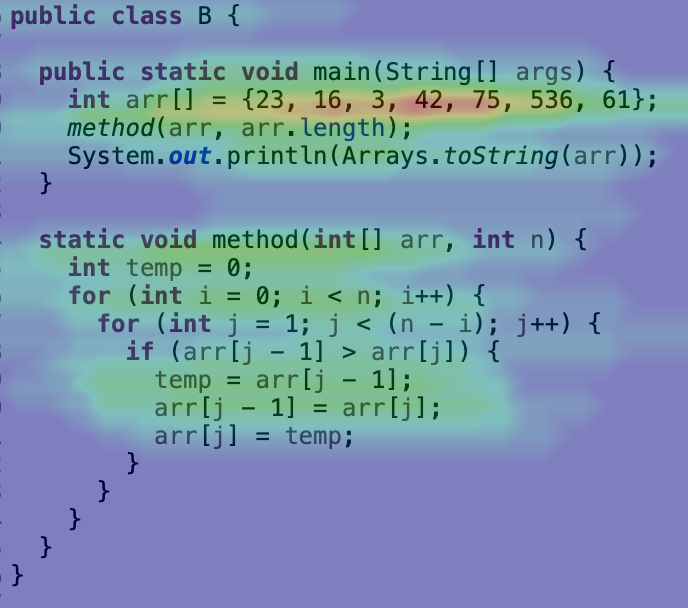 public class B {
public static void main(String[] args) {
int arr[] = {23, 16, 3, 42, 75, 536, 61};
method(arr, arr.length);
System.out.println(Arrays.toString(arr));
}
static void method(int[] arr, int n) {
int temp = 0;
for (int i = 0; i < n; i++) {
for (int j = 1; j < (n - i); j++) {
if (arr[j - 1] > arr[j]) {
temp = arr[j - 1];
arr[j - 1] = arr[j];
arr[j] = temp;
}
}
}
}
}